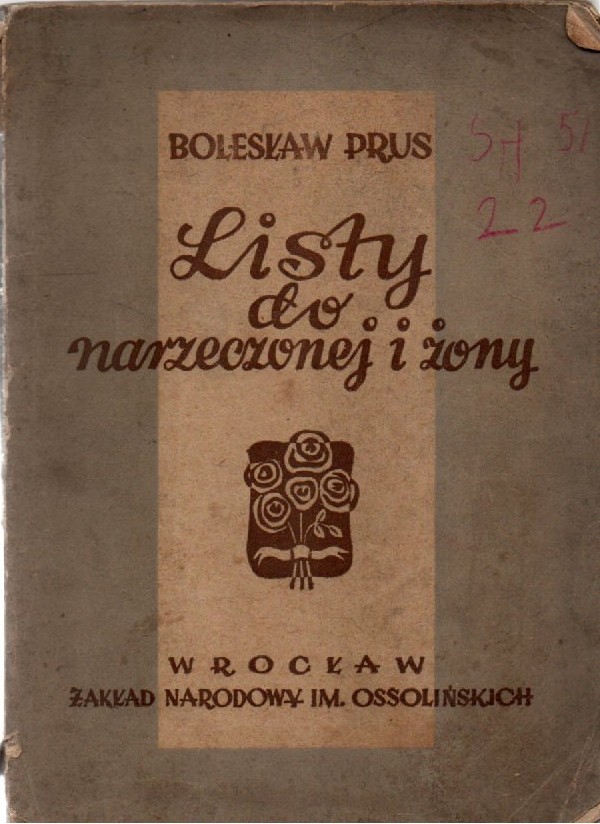 BOLESŁAW PRUS
Listy
do
narzeczonej i żony
WROCŁAW
ZAKŁAD NARODOWY IM. OSSOLIŃSKICH
22